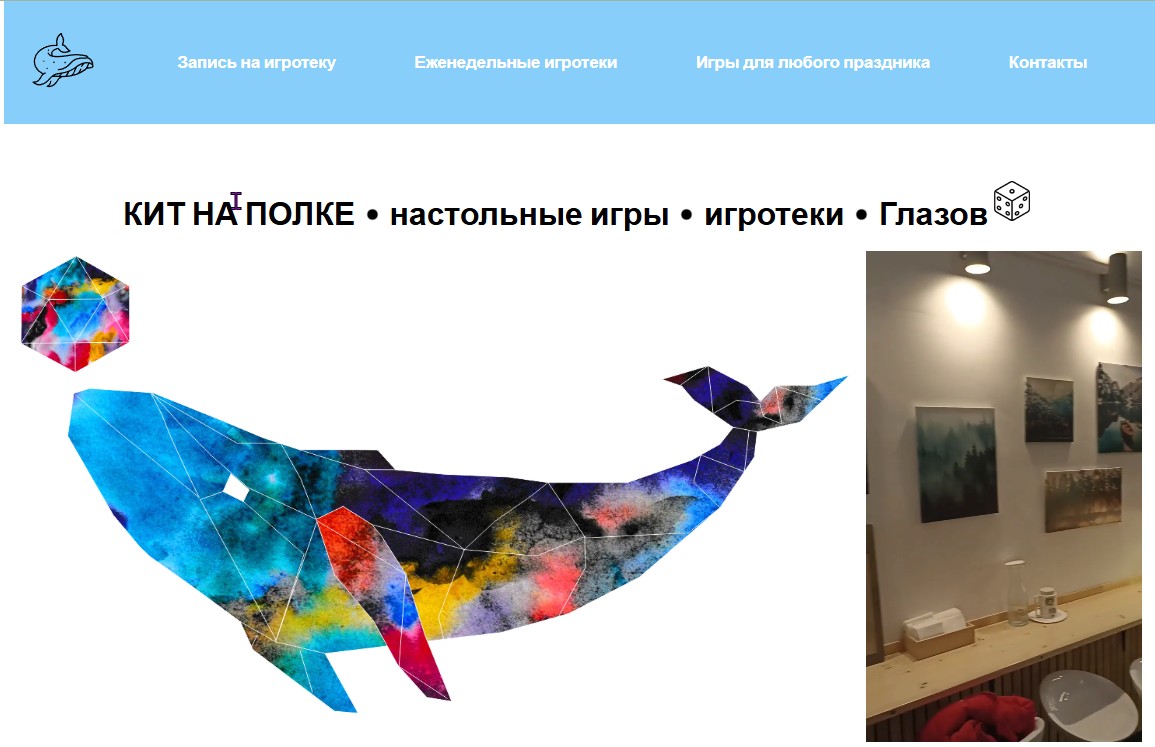 Запись на игротеку Еженедельные игротеки Игры для любого праздника Контакты
КИТ НА ПОЛКЕ • настольные игры • игротеки • Глазов